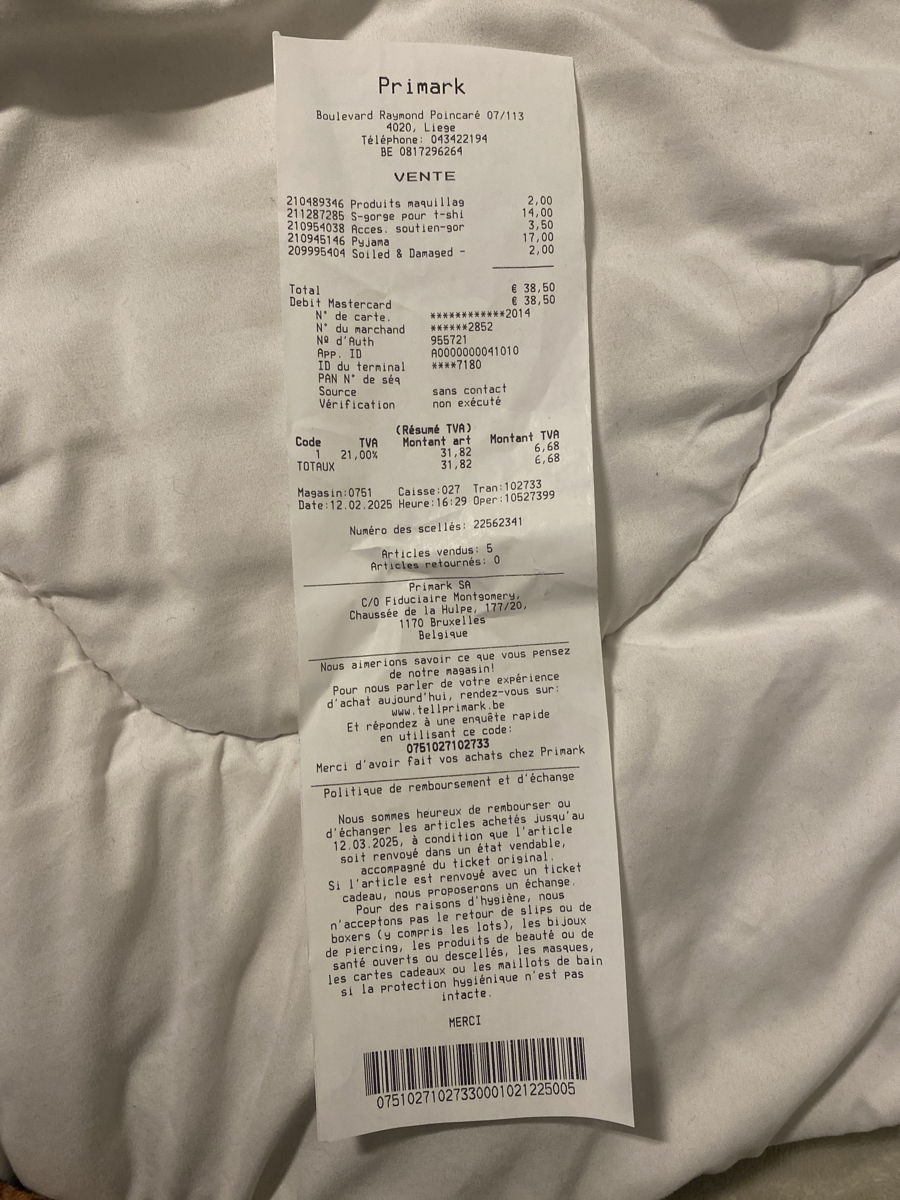 Primark
Boulevard Raymond Poincaré 07/113
4020, Liege
Téléphone: 043422194
BE 0817296264
VENTE
210489346 Produits maquillag 2,00
211287285 S-gorge pour t-shi 14,00
210954038 Acces. soutien-gor 3,50
210945146 Pyjama 17,00
209995404 Soiled & Damaged - 2,00
Total € 38,50
Debit Mastercard € 38,50
N° de carte. ************2014
N° du marchand ******2852
Nº d'Auth 955721
App. ID A0000000041010
ID du terminal ****7180
PAN N° de séq
Source sans contact
Vérification non exécuté
(Résumé TVA)
Code TVA Montant art Montant TVA
1 21,00% 31,82 6,68
TOTAUX 31,82 6,68
Magasin:0751 Caisse:027 Tran:102733
Date:12.02.2025 Heure:16:29 Oper:10527399
Numéro des scellés: 22562341
Articles vendus: 5
Articles retournés: 0
Primark SA
C/O Fiduciaire Montgomery,
Chaussée de la Hulpe, 177/20,
1170 Bruxelles
Belgique
Nous aimerions savoir ce que vous pensez
de notre magasin!
Pour nous parler de votre expérience
d'achat aujourd'hui, rendez-vous sur:
www.tellprimark.be
Et répondez à une enquête rapide
en utilisant ce code:
0751027102733
Merci d'avoir fait vos achats chez Primark
Politique de remboursement et d'échange
Nous sommes heureux de rembourser ou
d'échanger les articles achetés jusqu'au
12.03.2025, à condition que l'article
soit renvoyé dans un état vendable,
accompagné du ticket original.
Si l'article est renvoyé avec un ticket
cadeau, nous proposerons un échange.
Pour des raisons d'hygiène, nous
n'acceptons pas le retour de slips ou de
boxers (y compris les lots), les bijoux
de piercing, les produits de beauté ou de
santé ouverts ou descellés, les masques,
les cartes cadeaux ou les maillots de bain
si la protection hygiénique n'est pas
intacte.
MERCI
07510271027330001021225005